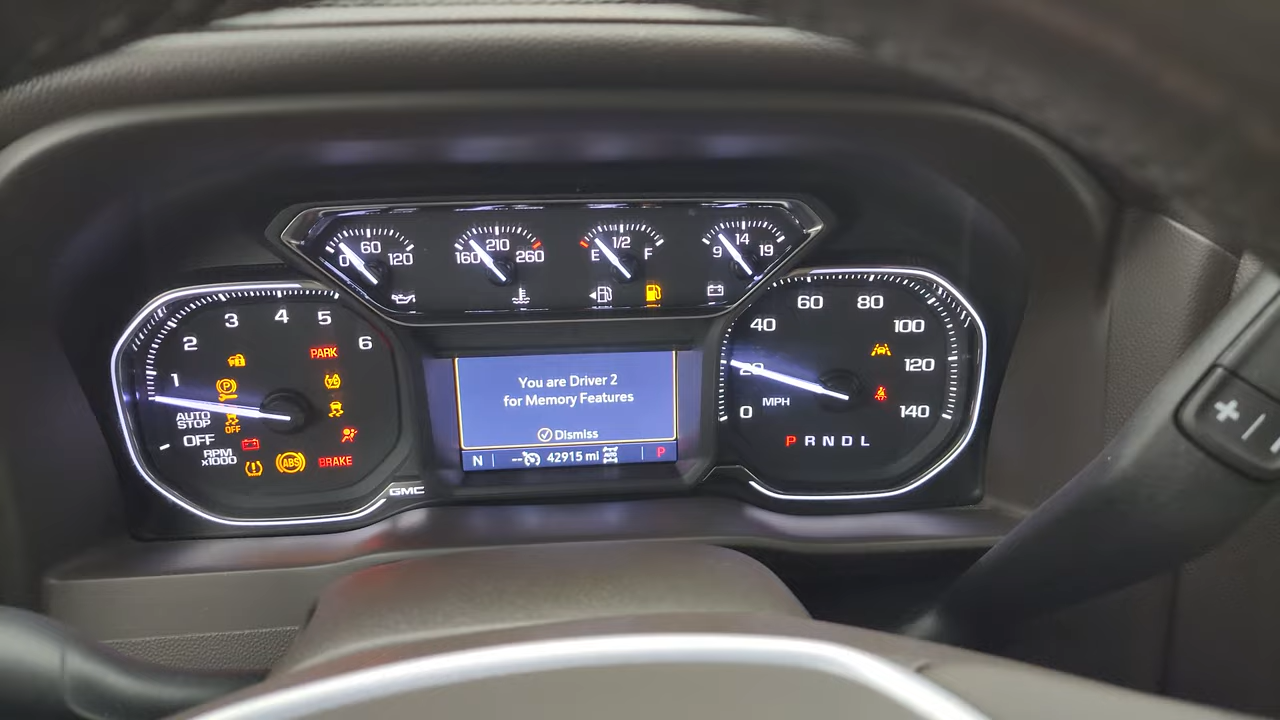 0 60 120
160 210 260
E 1/2 F
9 14 19
1 2 3 4 5 6
PARK
AUTO
STOP
OFF
OFF
RPM
x1000
ABS
BRAKE
GMC
You are Driver 2
for Memory Features
Dismiss
N -- 42915 mi AUTO P
0 20 40 60 80 100 120 140
MPH
P R N D L